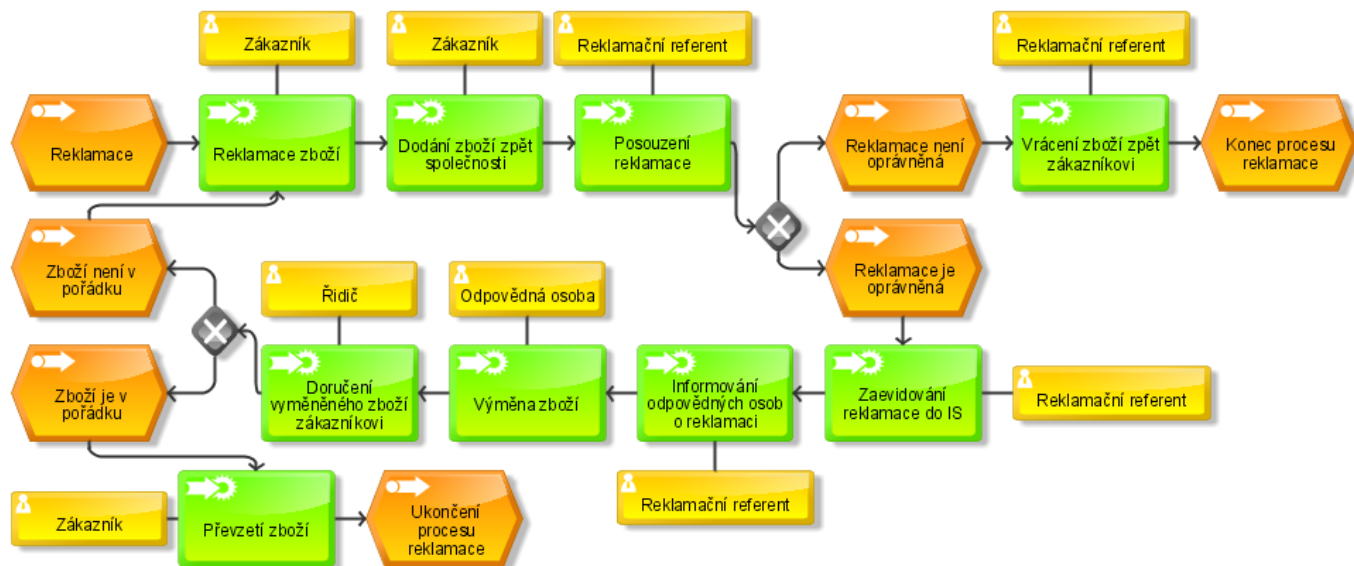 Zákazník
Zákazník
Reklamační referent
Reklamační referent
Reklamace
Reklamace zboží
Dodání zboží zpět
společnosti
Posouzení
reklamace
Reklamace není
oprávněná
Vrácení zboží zpět
zákazníkovi
Konec procesu
reklamace
Zboží není v
pořádku
Řidič
Odpovědná osoba
Reklamace je
oprávněná
Zboží je v
pořádku
Doručení
vyměněného zboží
zákazníkovi
Výměna zboží
Informování
odpovědných osob
o reklamaci
Zaevidování
reklamace do IS
Reklamační referent
Reklamační referent
Zákazník
Převzetí zboží
Ukončení
procesu
reklamace